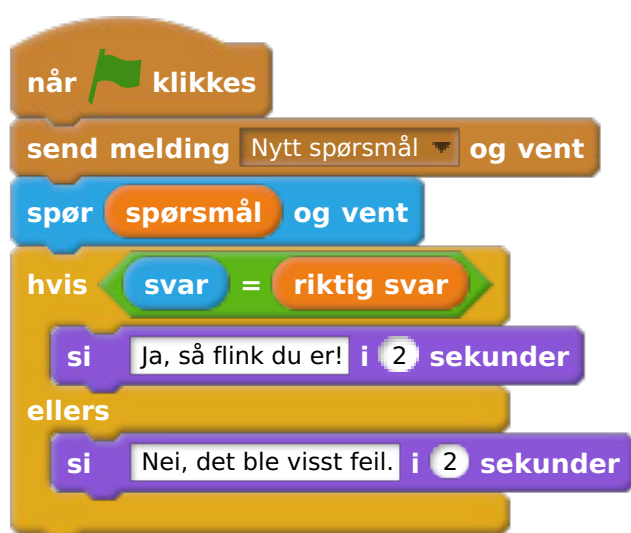 når klikkes
send melding Nytt spørsmål og vent
spør spørsmål og vent
hvis svar = riktig svar
si Ja, så flink du er! i 2 sekunder
ellers
si Nei, det ble visst feil. i 2 sekunder